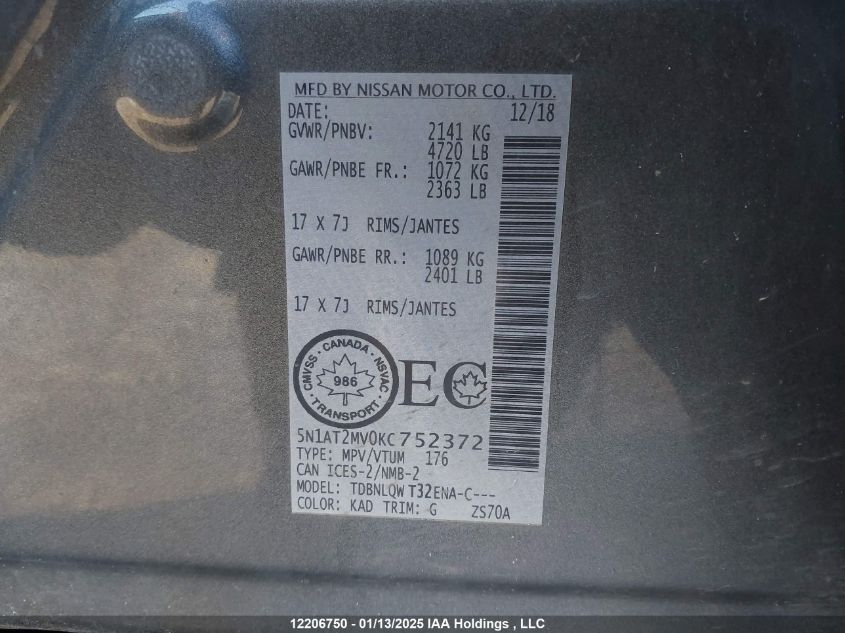 MFD BY NISSAN MOTOR CO., LTD.
DATE: 12/18
GVWR/PNBV: 2141 KG
4720 LB
GAWR/PNBE FR.: 1072 KG
2363 LB
17 X 7J RIMS/JANTES
GAWR/PNBE RR.: 1089 KG
2401 LB
17 X 7J RIMS/JANTES
CMVSS · CANADA · NSVAC
986
TRANSPORT
EC
5N1AT2MV0KC752372
TYPE: MPV/VTUM 176
CAN ICES-2/NMB-2
MODEL: TDBNLQW T32ENA-C---
COLOR: KAD TRIM: G ZS70A
12206750 - 01/13/2025 IAA Holdings , LLC